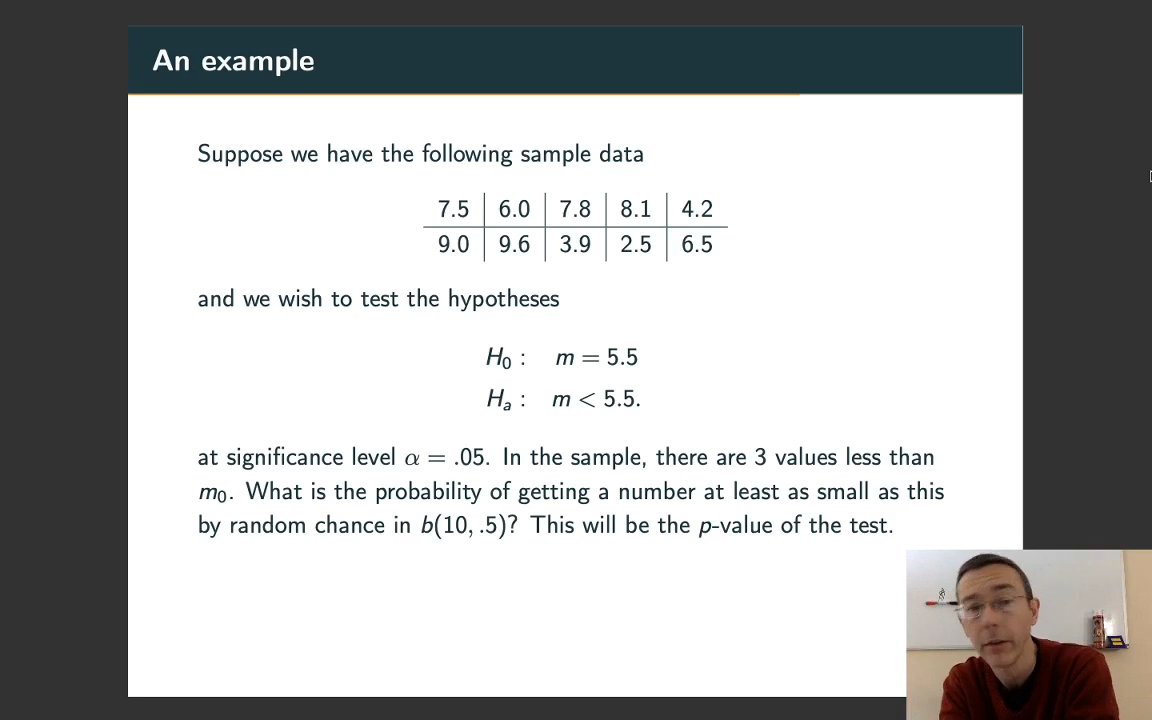 An example
Suppose we have the following sample data
7.5 6.0 7.8 8.1 4.2
9.0 9.6 3.9 2.5 6.5
and we wish to test the hypotheses
H₀ : m = 5.5
Hₐ : m < 5.5.
at significance level α = .05. In the sample, there are 3 values less than
m₀. What is the probability of getting a number at least as small as this
by random chance in b(10, .5)? This will be the p-value of the test.